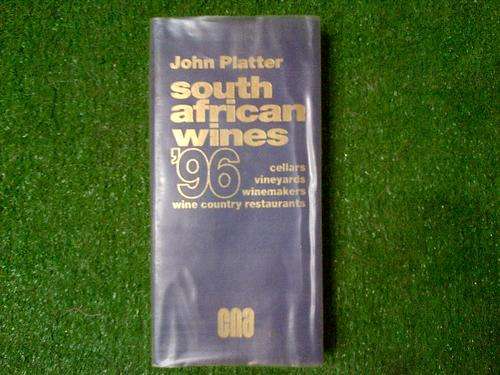 John Platter
south
african
wines
'96
cellars
vineyards
winemakers
wine country restaurants
cna